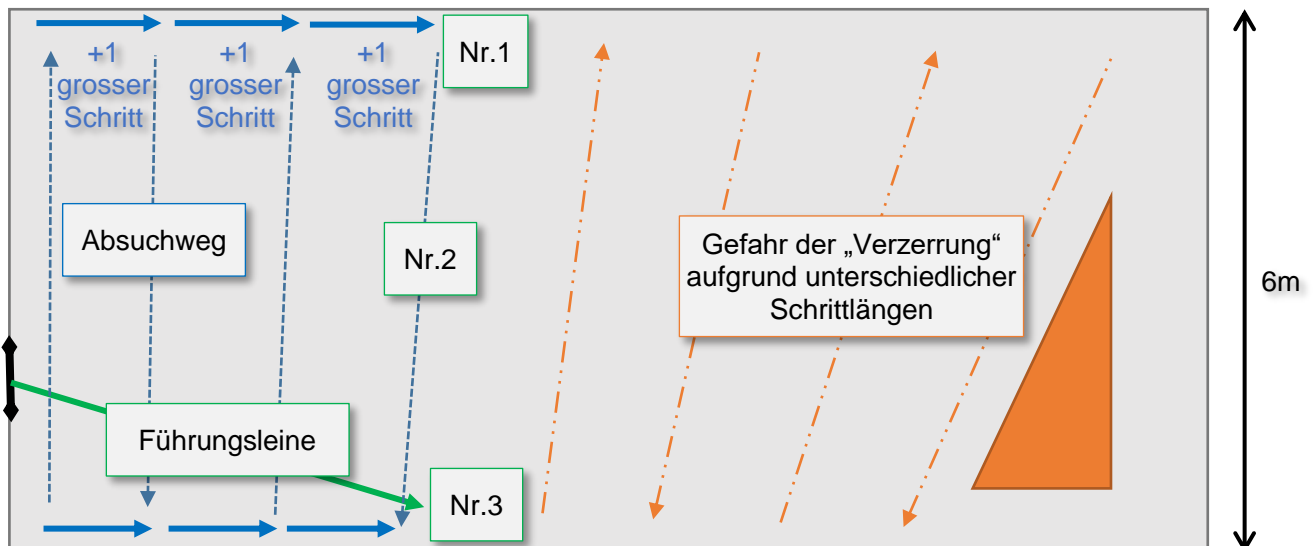 +1
grosser
Schritt
+1
grosser
Schritt
+1
grosser
Schritt
Nr.1
Absuchweg
Nr.2
Gefahr der „Verzerrung“
aufgrund unterschiedlicher
Schrittlängen
6m
Führungsleine
Nr.3